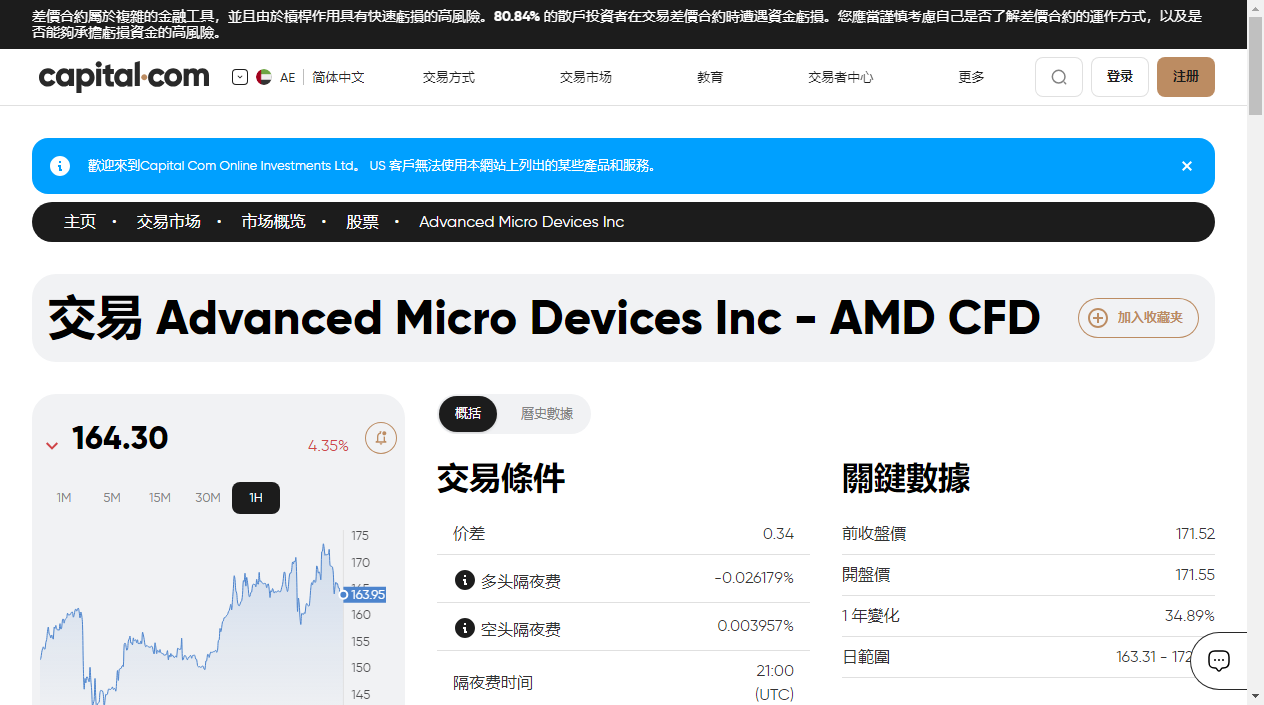 差價合約屬於複雜的金融工具，並且由於槓桿作用具有快速虧損的高風險。80.84% 的散戶投資者在交易差價合約時遭遇資金虧損。您應當謹慎考慮自己是否了解差價合約的運作方式，以及是
否能夠承擔虧損資金的高風險。
capital.com
AE
简体中文
交易方式
交易市场
教育
交易者中心
更多
登录
注册
歡迎來到Capital Com Online Investments Ltd。 US 客戶無法使用本網站上列出的某些產品和服務。
主页 · 交易市场 · 市场概览 · 股票 · Advanced Micro Devices Inc
交易 Advanced Micro Devices Inc - AMD CFD
加入收藏夹
164.30
4.35%
1M 5M 15M 30M 1H
175
170
163.95
160
155
150
145
概括
曆史數據
交易條件
价差 0.34
多头隔夜费 -0.026179%
空头隔夜费 0.003957%
隔夜费时间 21:00
(UTC)
關鍵數據
前收盤價 171.52
開盤價 171.55
1 年變化 34.89%
日範圍 163.31 - 172